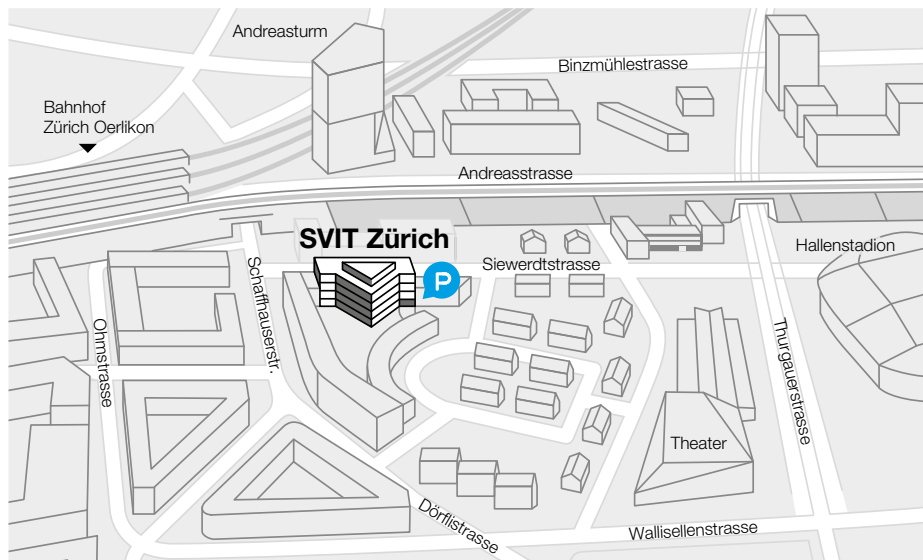 Andreasturm
Binzmühlestrasse
Bahnhof
Zürich Oerlikon
Andreasstrasse
SVIT Zürich
P
Siewerdtstrasse
Hallenstadion
Schaffhauserstr.
Ohmstrasse
Thurgauerstrasse
Theater
Dörflistrasse
Wallisellenstrasse